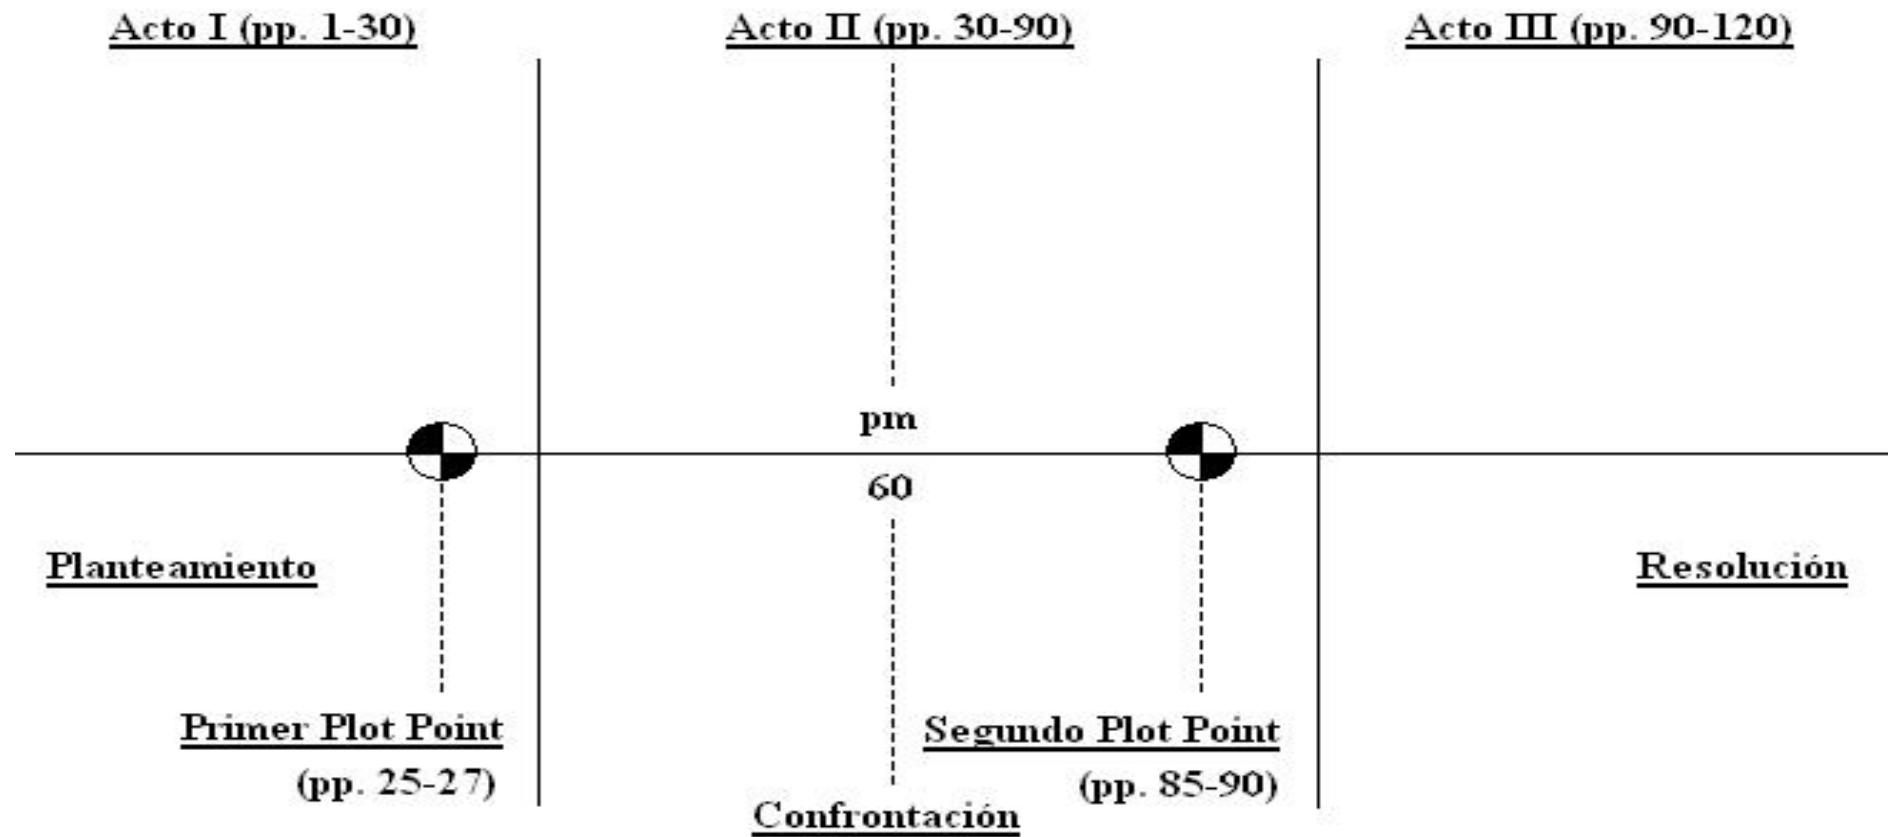 Acto I (pp. 1-30)
Acto II (pp. 30-90)
Acto III (pp. 90-120)
pm
60
Planteamiento
Resolución
Primer Plot Point
(pp. 25-27)
Segundo Plot Point
(pp. 85-90)
Confrontación